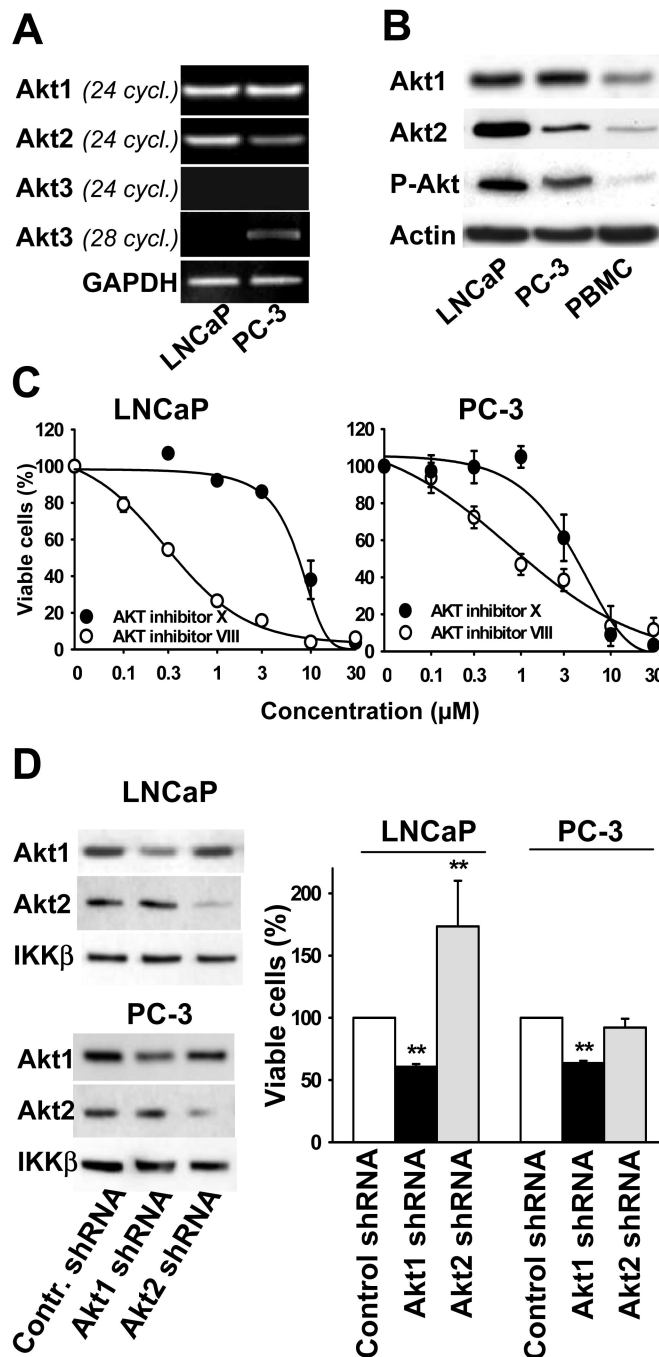 A
Akt1 (24 cycl.)
Akt2 (24 cycl.)
Akt3 (24 cycl.)
Akt3 (28 cycl.)
GAPDH
LNCaP
PC-3
B
Akt1
Akt2
P-Akt
Actin
LNCaP
PC-3
PBMC
C
LNCaP
Viable cells (%)
120
100
80
60
40
20
0
AKT inhibitor X
AKT inhibitor VIII
0 0.1 0.3 1 3 10 30
PC-3
120
100
80
60
40
20
0
AKT inhibitor X
AKT inhibitor VIII
0 0.1 0.3 1 3 10 30
Concentration (µM)
D
LNCaP
Akt1
Akt2
IKKβ
PC-3
Akt1
Akt2
IKKβ
Contr. shRNA
Akt1 shRNA
Akt2 shRNA
LNCaP
PC-3
Viable cells (%)
200
150
100
50
0
**
**
**
Control shRNA
Akt1 shRNA
Akt2 shRNA
Control shRNA
Akt1 shRNA
Akt2 shRNA